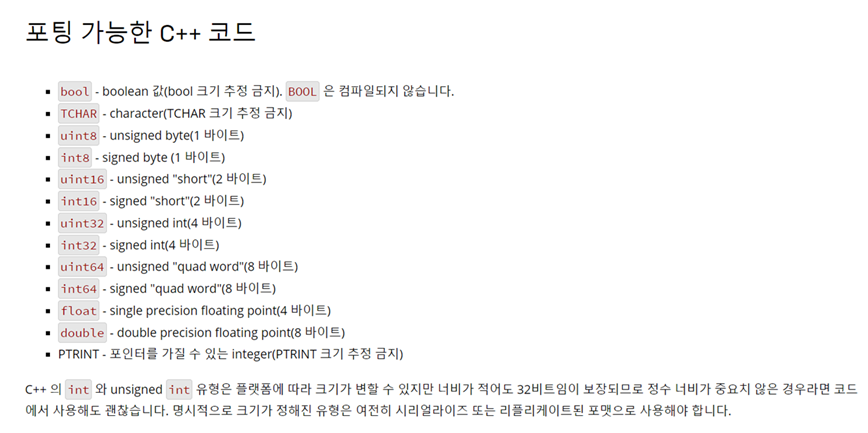 포팅 가능한 C++ 코드
bool - boolean 값(bool 크기 추정 금지). BOOL 은 컴파일되지 않습니다.
TCHAR - character(TCHAR 크기 추정 금지)
uint8 - unsigned byte(1 바이트)
int8 - signed byte (1 바이트)
uint16 - unsigned "short"(2 바이트)
int16 - signed "short"(2 바이트)
uint32 - unsigned int(4 바이트)
int32 - signed int(4 바이트)
uint64 - unsigned "quad word"(8 바이트)
int64 - signed "quad word"(8 바이트)
float - single precision floating point(4 바이트)
double - double precision floating point(8 바이트)
PTRINT - 포인터를 가질 수 있는 integer(PTRINT 크기 추정 금지)
C++ 의 int 와 unsigned int 유형은 플랫폼에 따라 크기가 변할 수 있지만 너비가 적어도 32비트임이 보장되므로 정수 너비가 중요치 않은 경우라면 코드
에서 사용해도 괜찮습니다. 명시적으로 크기가 정해진 유형은 여전히 시리얼라이즈 또는 리플리케이트된 포맷으로 사용해야 합니다.